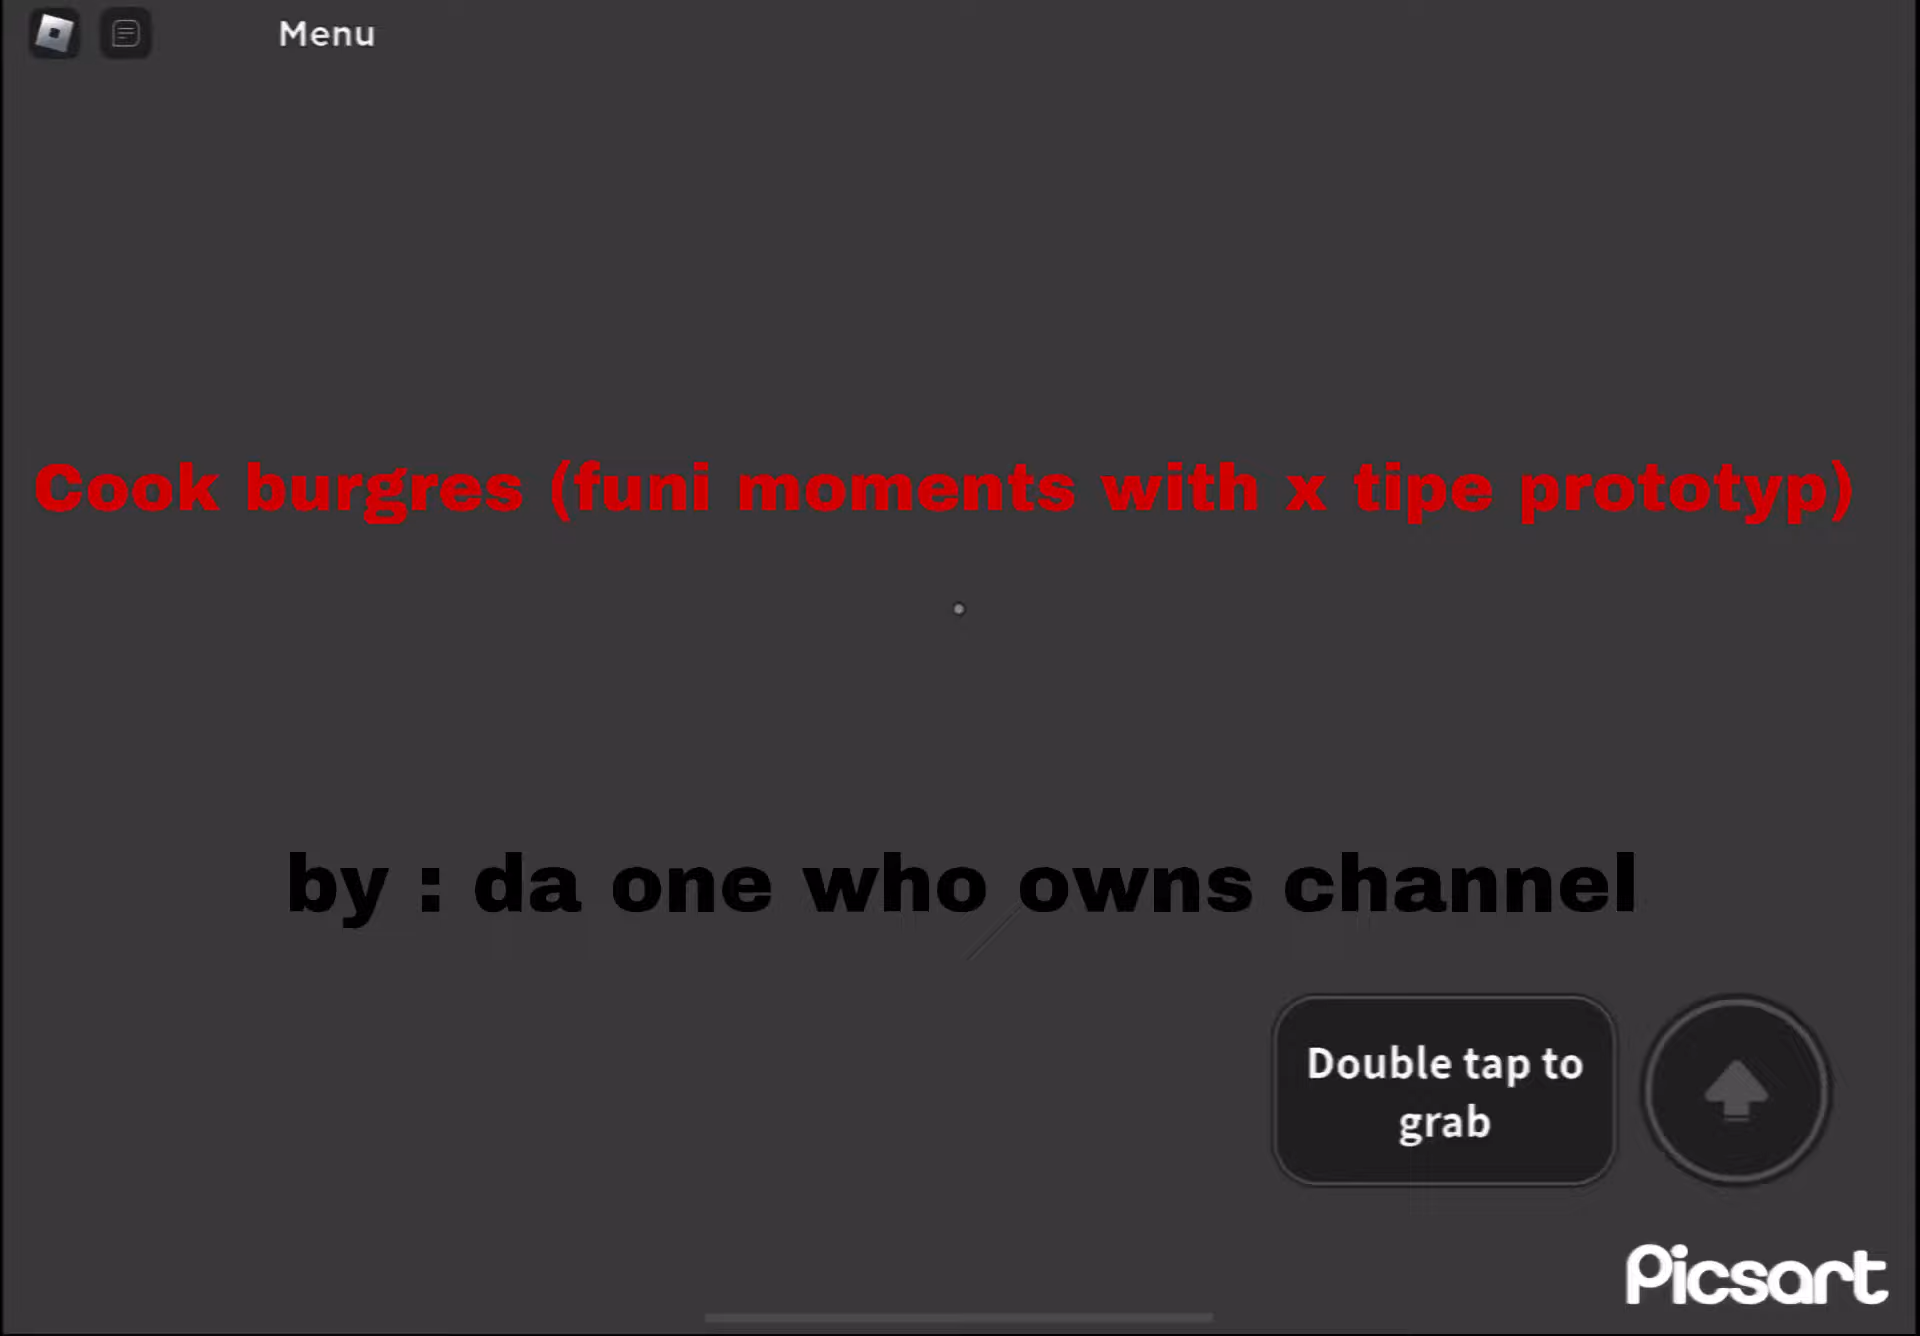 Menu
Cook burgres (funi moments with x tipe prototyp)
by : da one who owns channel
Double tap to
grab
Picsart